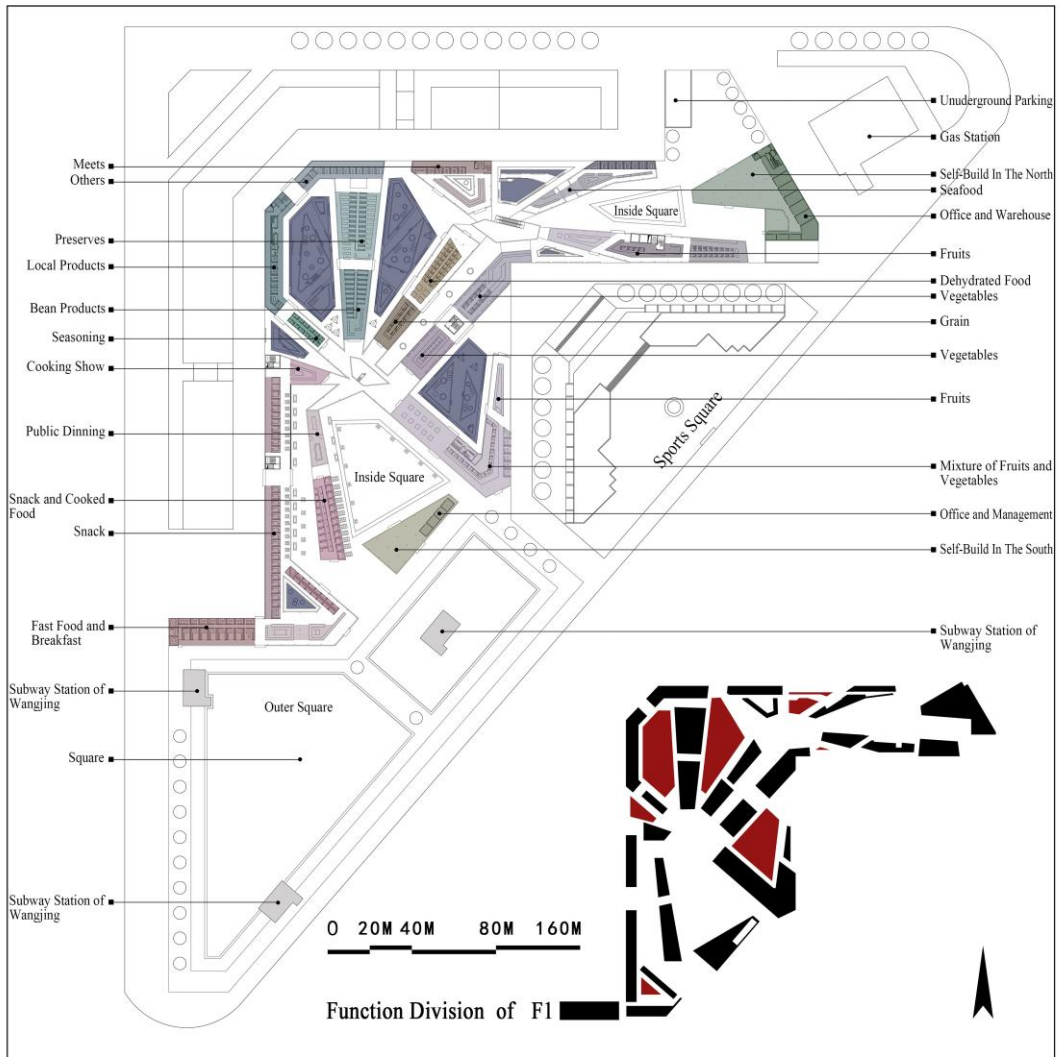 Meets
Others
Preserves
Local Products
Bean Products
Seasoning
Cooking Show
Public Dinning
Snack and Cooked
Food
Snack
Fast Food and
Breakfast
Subway Station of
Wangjing
Square
Subway Station of
Wangjing
Inside Square
Inside Square
Sports Square
Outer Square
Unuderground Parking
Gas Station
Self-Build In The North
Seafood
Office and Warehouse
Fruits
Dehydrated Food
Vegetables
Grain
Vegetables
Fruits
Mixture of Fruits and
Vegetables
Office and Management
Self-Build In The South
Subway Station of
Wangjing
0 20M 40M 80M 160M
Function Division of F1